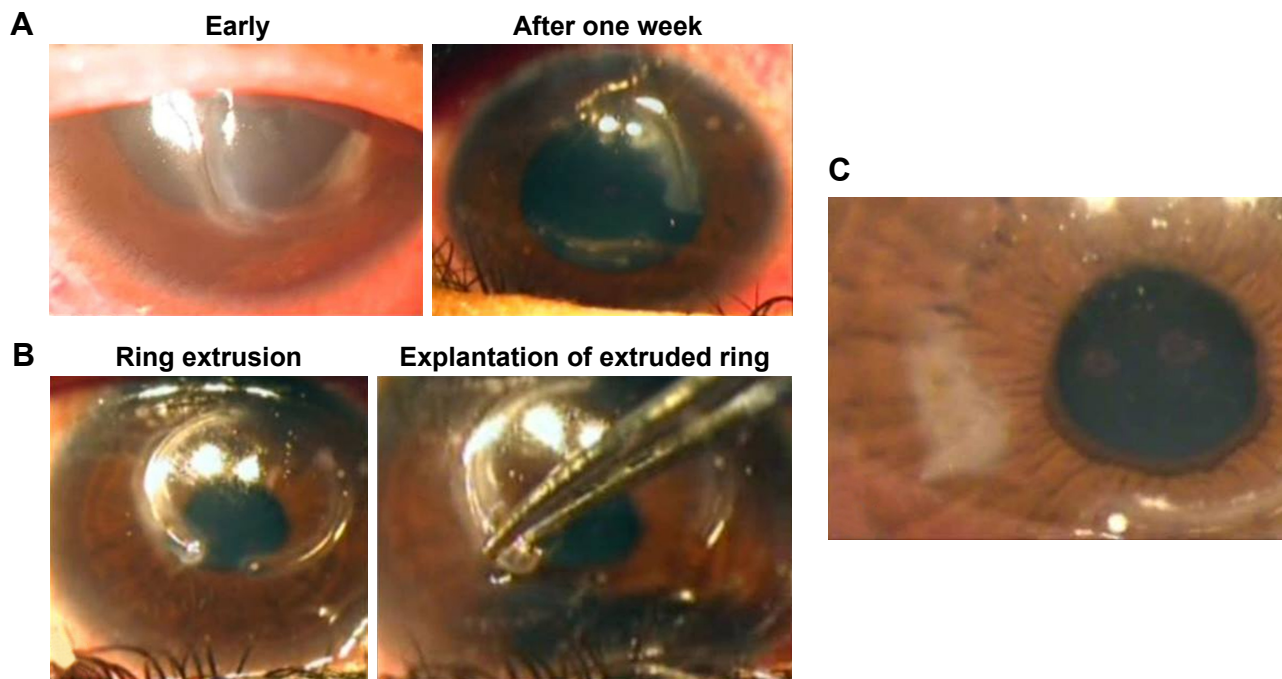 A
Early
After one week
B
Ring extrusion
Explantation of extruded ring
C